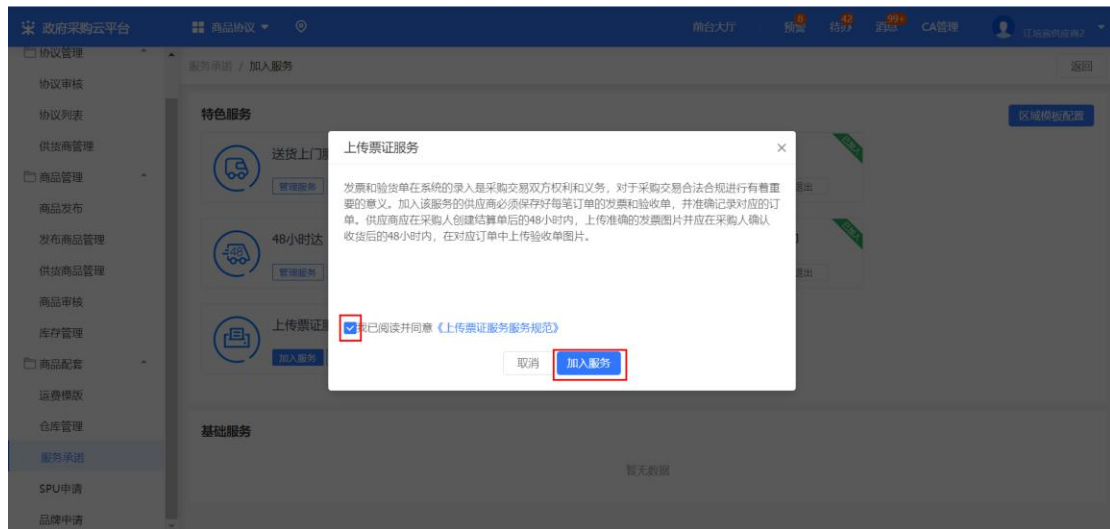 政府采购云平台
商品协议
前台大厅
预警
8
待办
42
消息
99+
CA管理
协议管理
协议审核
协议列表
供货商管理
商品管理
商品发布
发布商品管理
供货商品管理
商品审核
库存管理
商品配套
运费模版
仓库管理
服务承诺
SPU申请
品牌申请
服务承诺 / 加入服务
返回
特色服务
区域模板配置
送货上门
管理服务
已加入
退出
48小时达
48
管理服务
已加入
退出
上传票证
加入服务
上传票证服务
发票和验货单在系统的录入是采购交易双方权利和义务，对于采购交易合法合规进行有着重
要的意义。加入该服务的供应商必须保存好每笔订单的发票和验收单，并准确记录对应的订
单。供应商应在采购人创建结算单后的48小时内，上传准确的发票图片并应在采购人确认
收货后的48小时内，在对应订单中上传验收单图片。
我已阅读并同意《上传票证服务服务规范》
取消
加入服务
基础服务
暂无数据